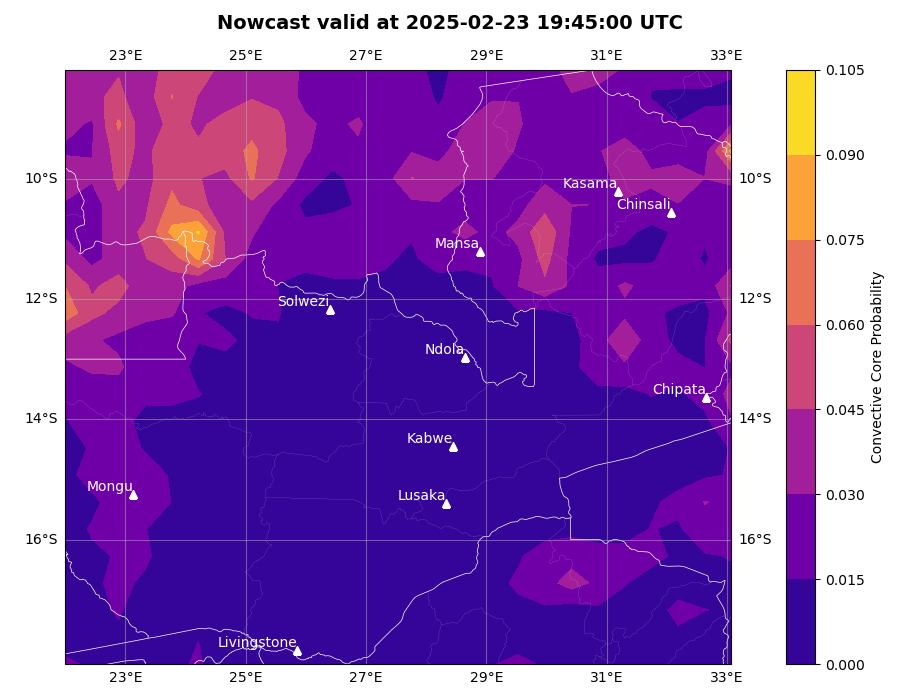 Nowcast valid at 2025-02-23 19:45:00 UTC
23°E 25°E 27°E 29°E 31°E 33°E
0.105
0.090
10°S 10°S
Kasama
Chinsali
0.075
Mansa
12°S 12°S
Solwezi
0.060
Ndola
Chipata
0.045
14°S 14°S
Kabwe
Mongu
Lusaka
0.030
16°S 16°S
0.015
Livingstone
0.000
23°E 25°E 27°E 29°E 31°E 33°E
Convective Core Probability